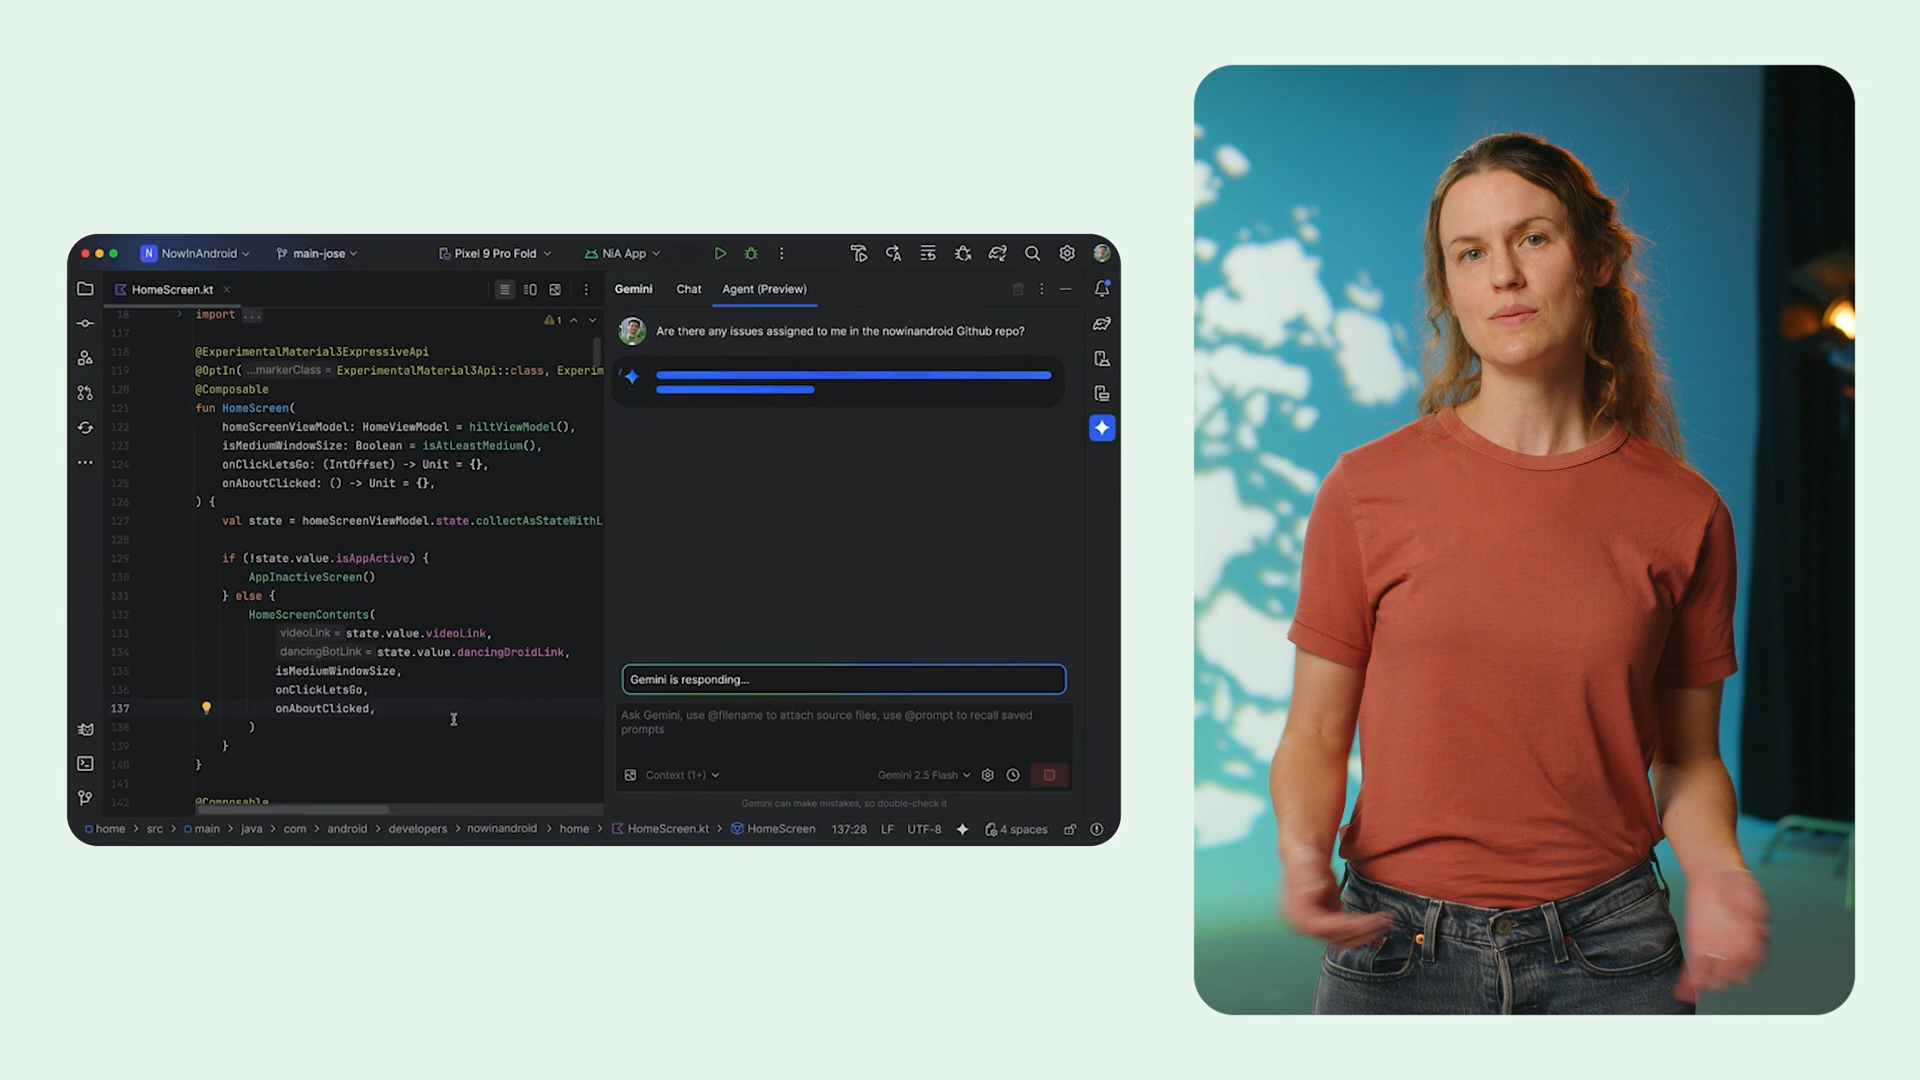 N NowInAndroid
main-jose
Pixel 9 Pro Fold
NiA App
HomeScreen.kt
Gemini
Chat
Agent (Preview)
18 import ...
1
117
118 @ExperimentalMaterial3ExpressiveApi
119 @OptIn( ...markerClass = ExperimentalMaterial3Api::class, Experim
120 @Composable
121 fun HomeScreen(
122 homeScreenViewModel: HomeViewModel = hiltViewModel(),
123 isMediumWindowSize: Boolean = isAtLeastMedium(),
124 onClickLetsGo: (IntOffset) -> Unit = {},
125 onAboutClicked: () -> Unit = {},
126 ) {
127 val state = homeScreenViewModel.state.collectAsStateWithL
128
129 if (!state.value.isAppActive) {
130 AppInactiveScreen()
131 } else {
132 HomeScreenContents(
133 videoLink = state.value.videoLink,
134 dancingBotLink = state.value.dancingDroidLink,
135 isMediumWindowSize,
136 onClickLetsGo,
137 onAboutClicked,
138 )
139 }
140 }
141
142 @Composable
Are there any issues assigned to me in the nowinandroid Github repo?
Gemini is responding...
Ask Gemini, use @filename to attach source files, use @prompt to recall saved
prompts
Context (1+)
Gemini 2.5 Flash
Gemini can make mistakes, so double-check it
home > src > main > java > com > android > developers > nowinandroid > home > HomeScreen.kt > HomeScreen
137:28 LF UTF-8 4 spaces